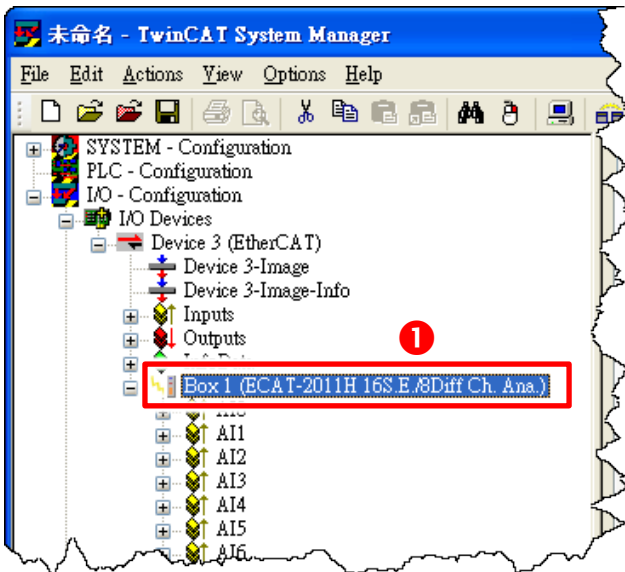 未命名 - TwinCAT System Manager
File Edit Actions View Options Help
SYSTEM - Configuration
PLC - Configuration
I/O - Configuration
I/O Devices
Device 3 (EtherCAT)
Device 3-Image
Device 3-Image-Info
Inputs
Outputs
1
Box 1 (ECAT-2011H 16S.E./8Diff Ch. Ana.)
AI1
AI2
AI3
AI4
AI5
AI6